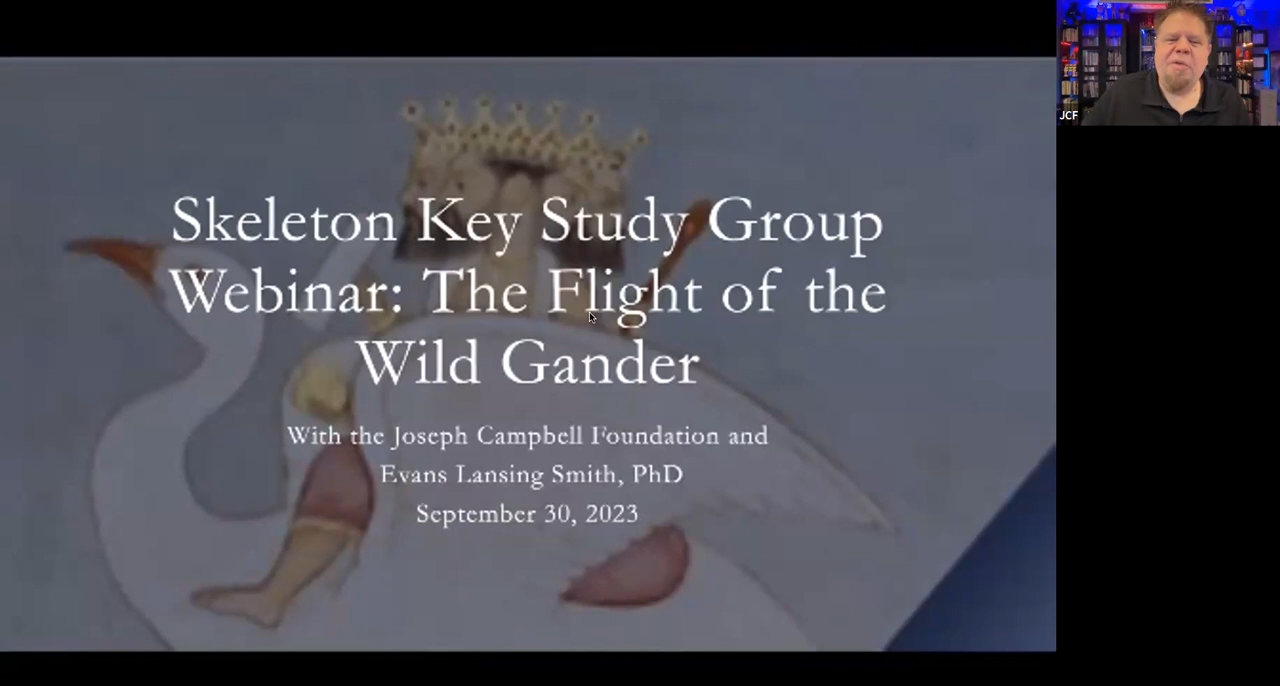 Skeleton Key Study Group
Webinar: The Flight of the
Wild Gander
With the Joseph Campbell Foundation and
Evans Lansing Smith, PhD
September 30, 2023
JCF